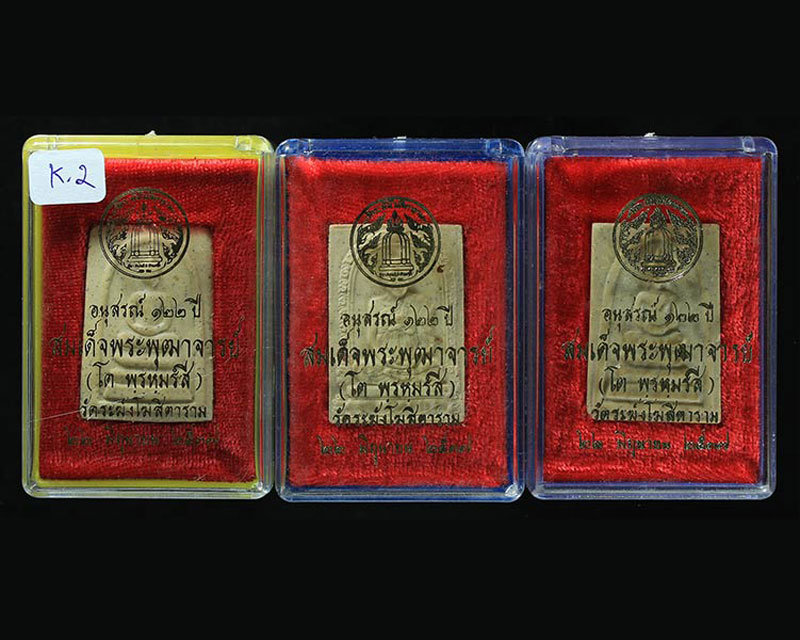 K.2
อนุสรณ์ ๑๒๒ ปี
สมเด็จพระพุฒาจารย์
(โต พรหมรํสี)
วัดระฆังโฆสิตาราม
๒๒ มิถุนายน ๒๕๓๗
อนุสรณ์ ๑๒๒ ปี
สมเด็จพระพุฒาจารย์
(โต พรหมรํสี)
วัดระฆังโฆสิตาราม
๒๒ มิถุนายน ๒๕๓๗
อนุสรณ์ ๑๒๒ ปี
สมเด็จพระพุฒาจารย์
(โต พรหมรํสี)
วัดระฆังโฆสิตาราม
๒๒ มิถุนายน ๒๕๓๗